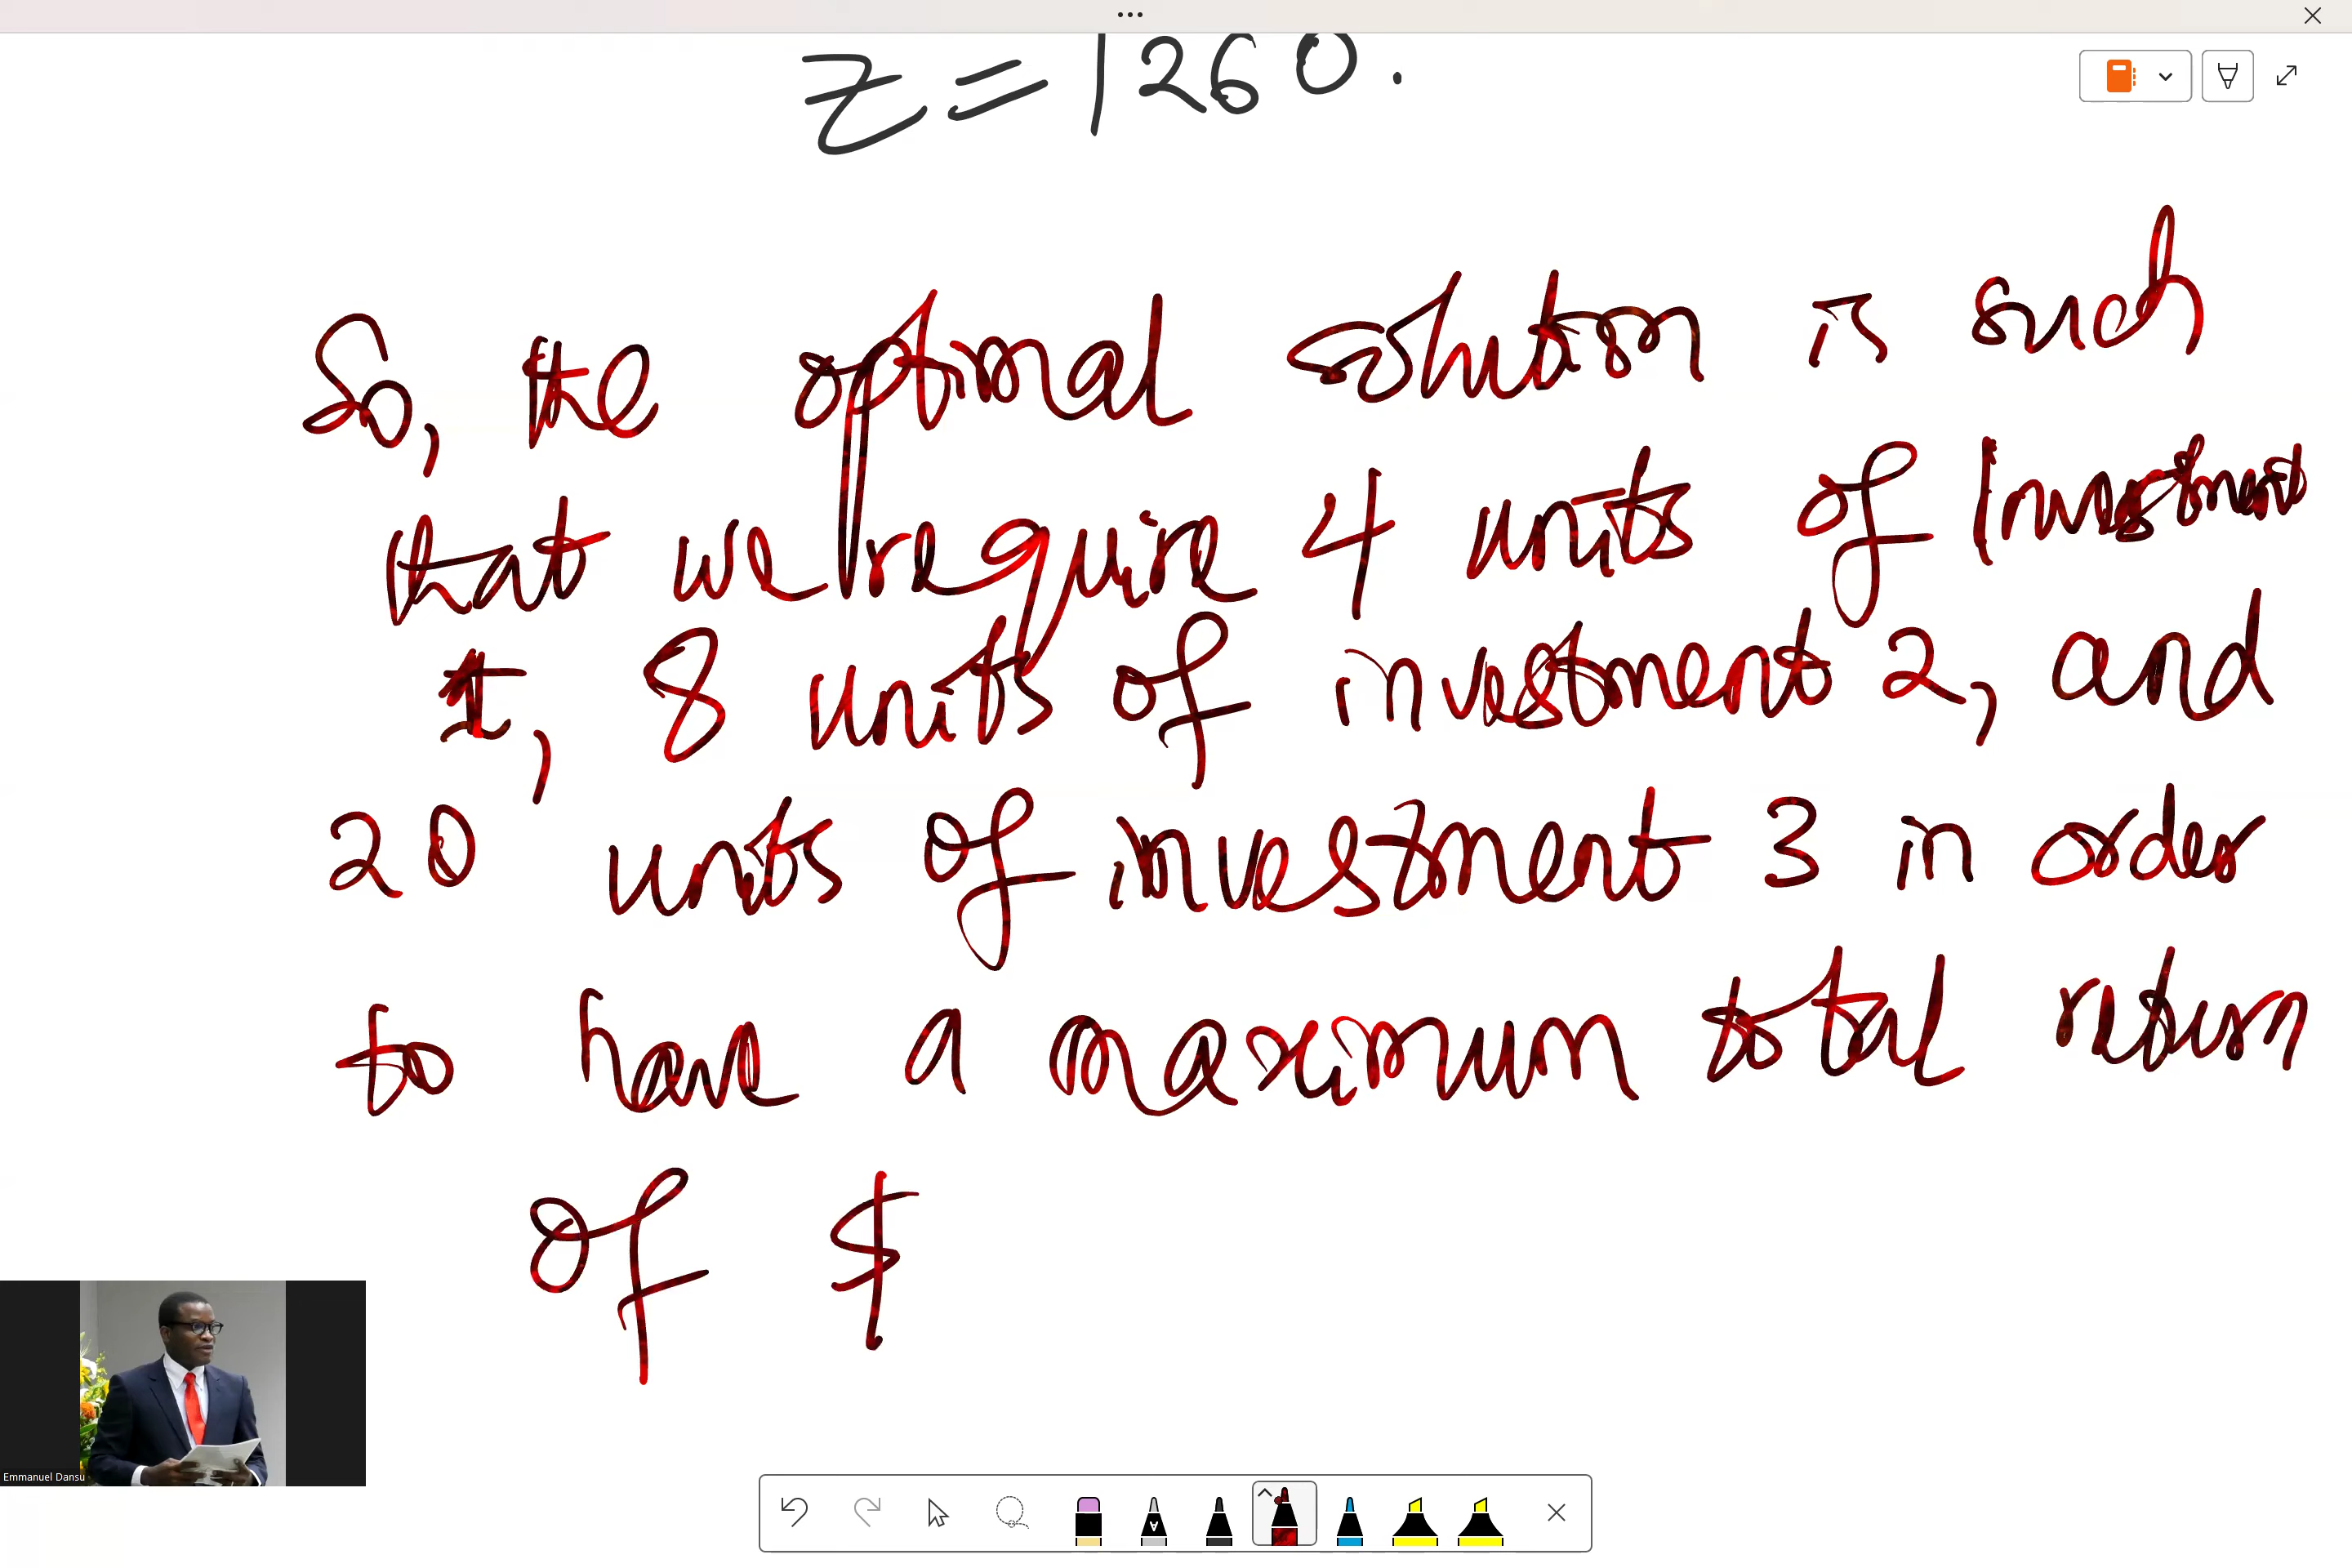 z = 1260.
So, the optimal solution is such
that we require 4 units of Investment
1, 8 units of investment 2, and
20 units of investment 3 in order
to have a maximum total return
of $
Emmanuel Dansu